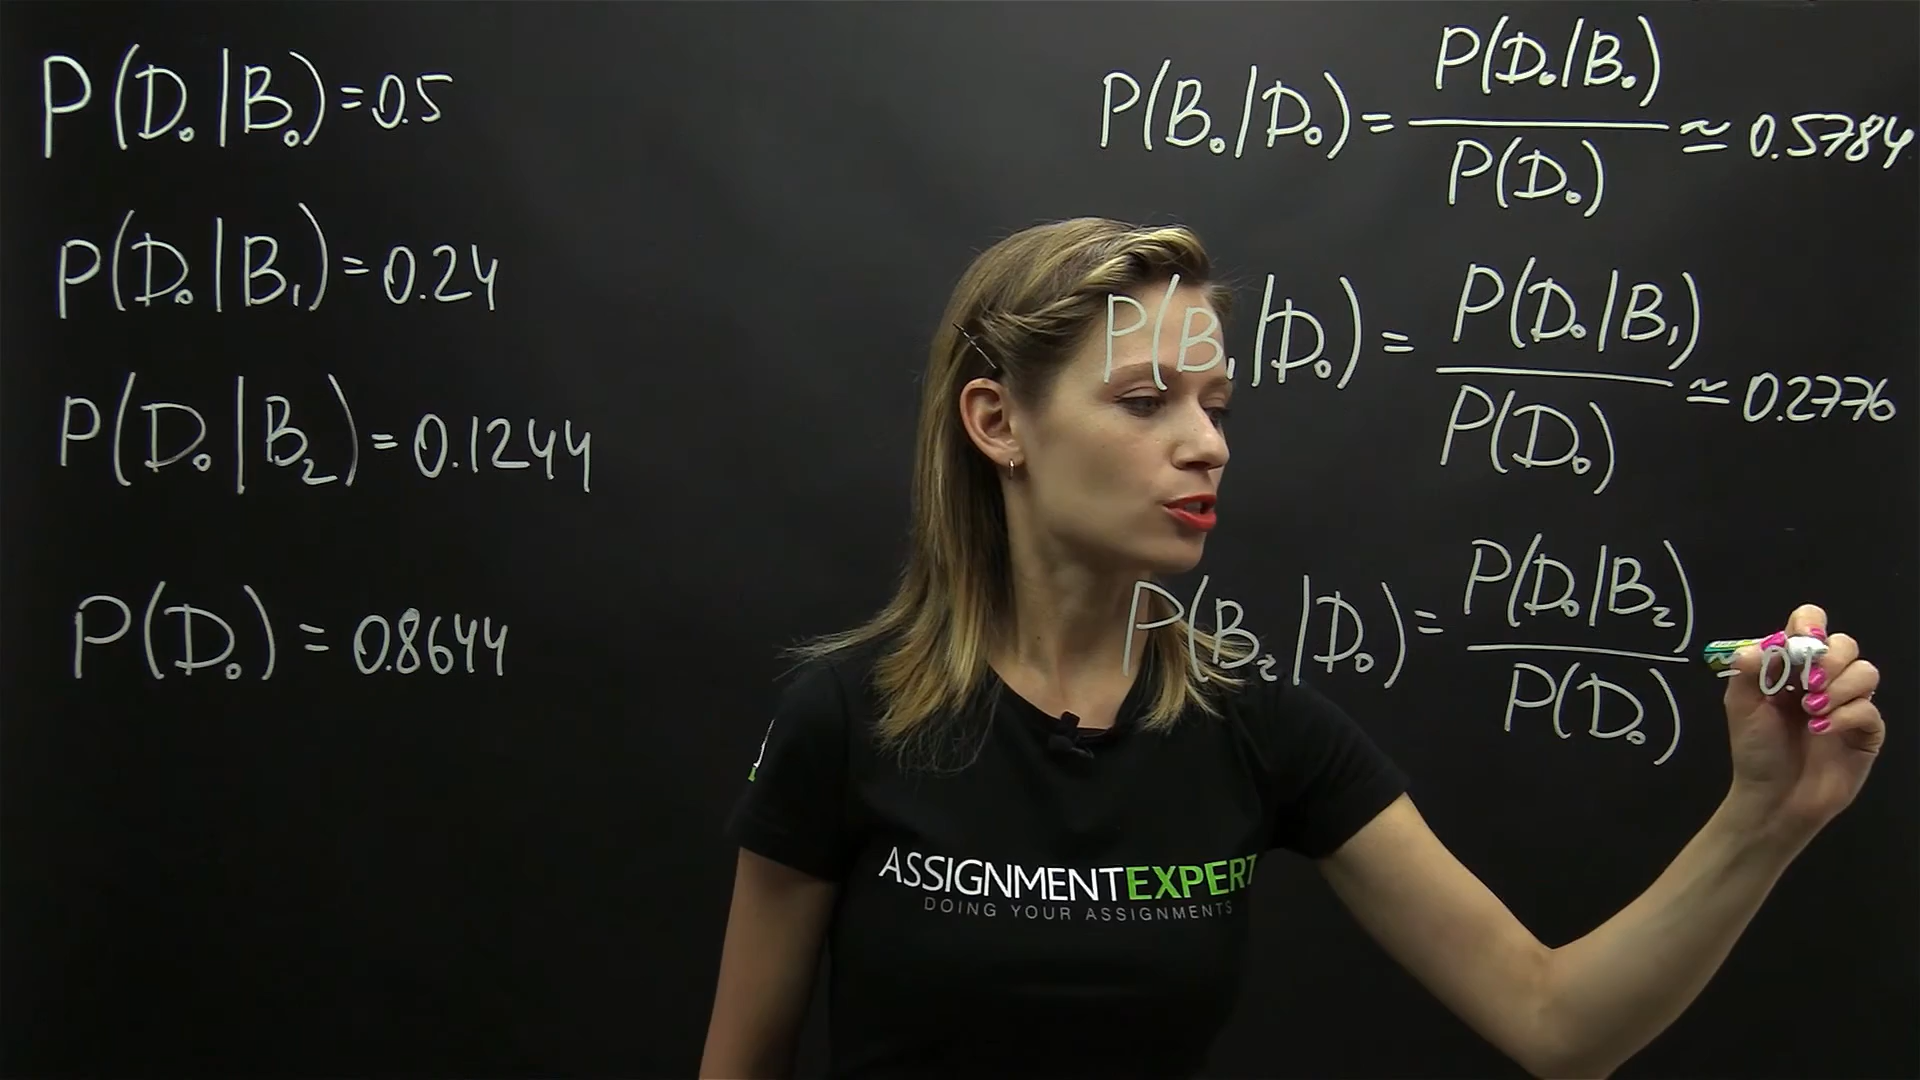 P(D₀|B₀)=0.5
P(D₀|B₁)=0.24
P(D₀|B₂)=0.1244
P(D₀)=0.8644
P(B₀|D₀)= P(D₀|B₀) / P(D₀) ≃ 0.5784
P(B₁|D₀)= P(D₀|B₁) / P(D₀) ≃ 0.2776
P(B₂|D₀)= P(D₀|B₂) / P(D₀) ≃ 0.1
ASSIGNMENTEXPERT
DOING YOUR ASSIGNMENTS